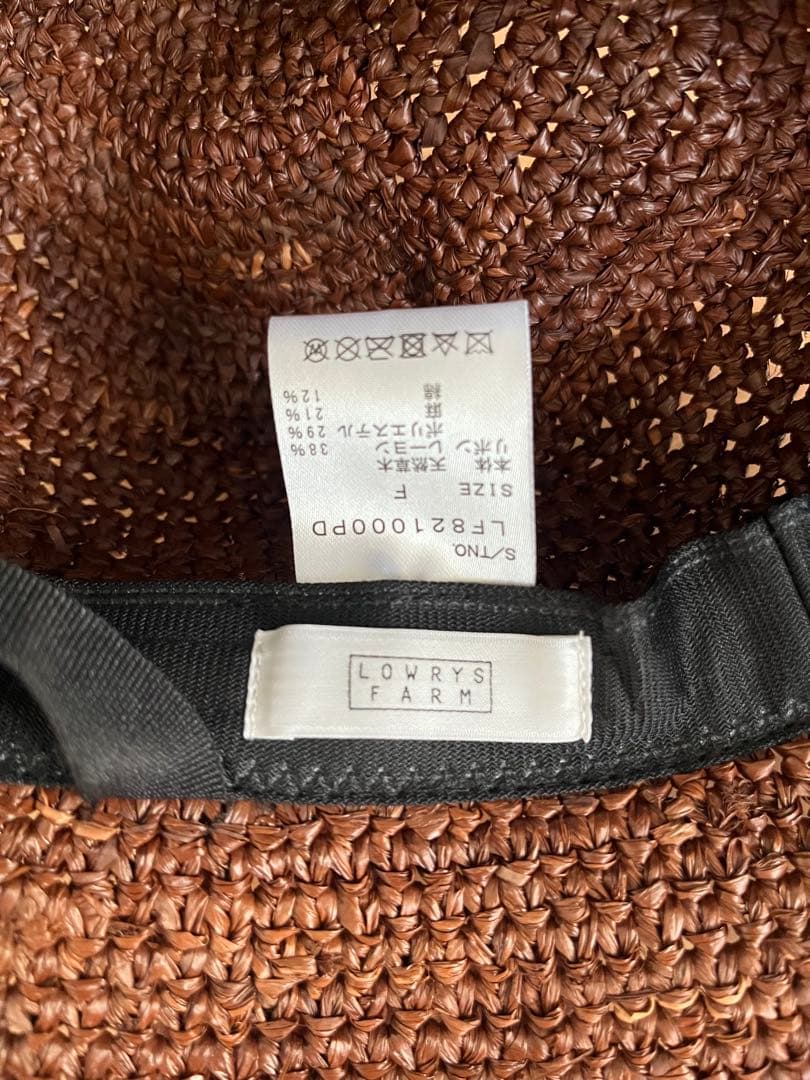 S/TNO.
LF821000PD
SIZE F
本体 天然草木
リボン レーヨン 38%
ポリエステル 29%
麻 21%
綿 12%
LOWRYS
FARM